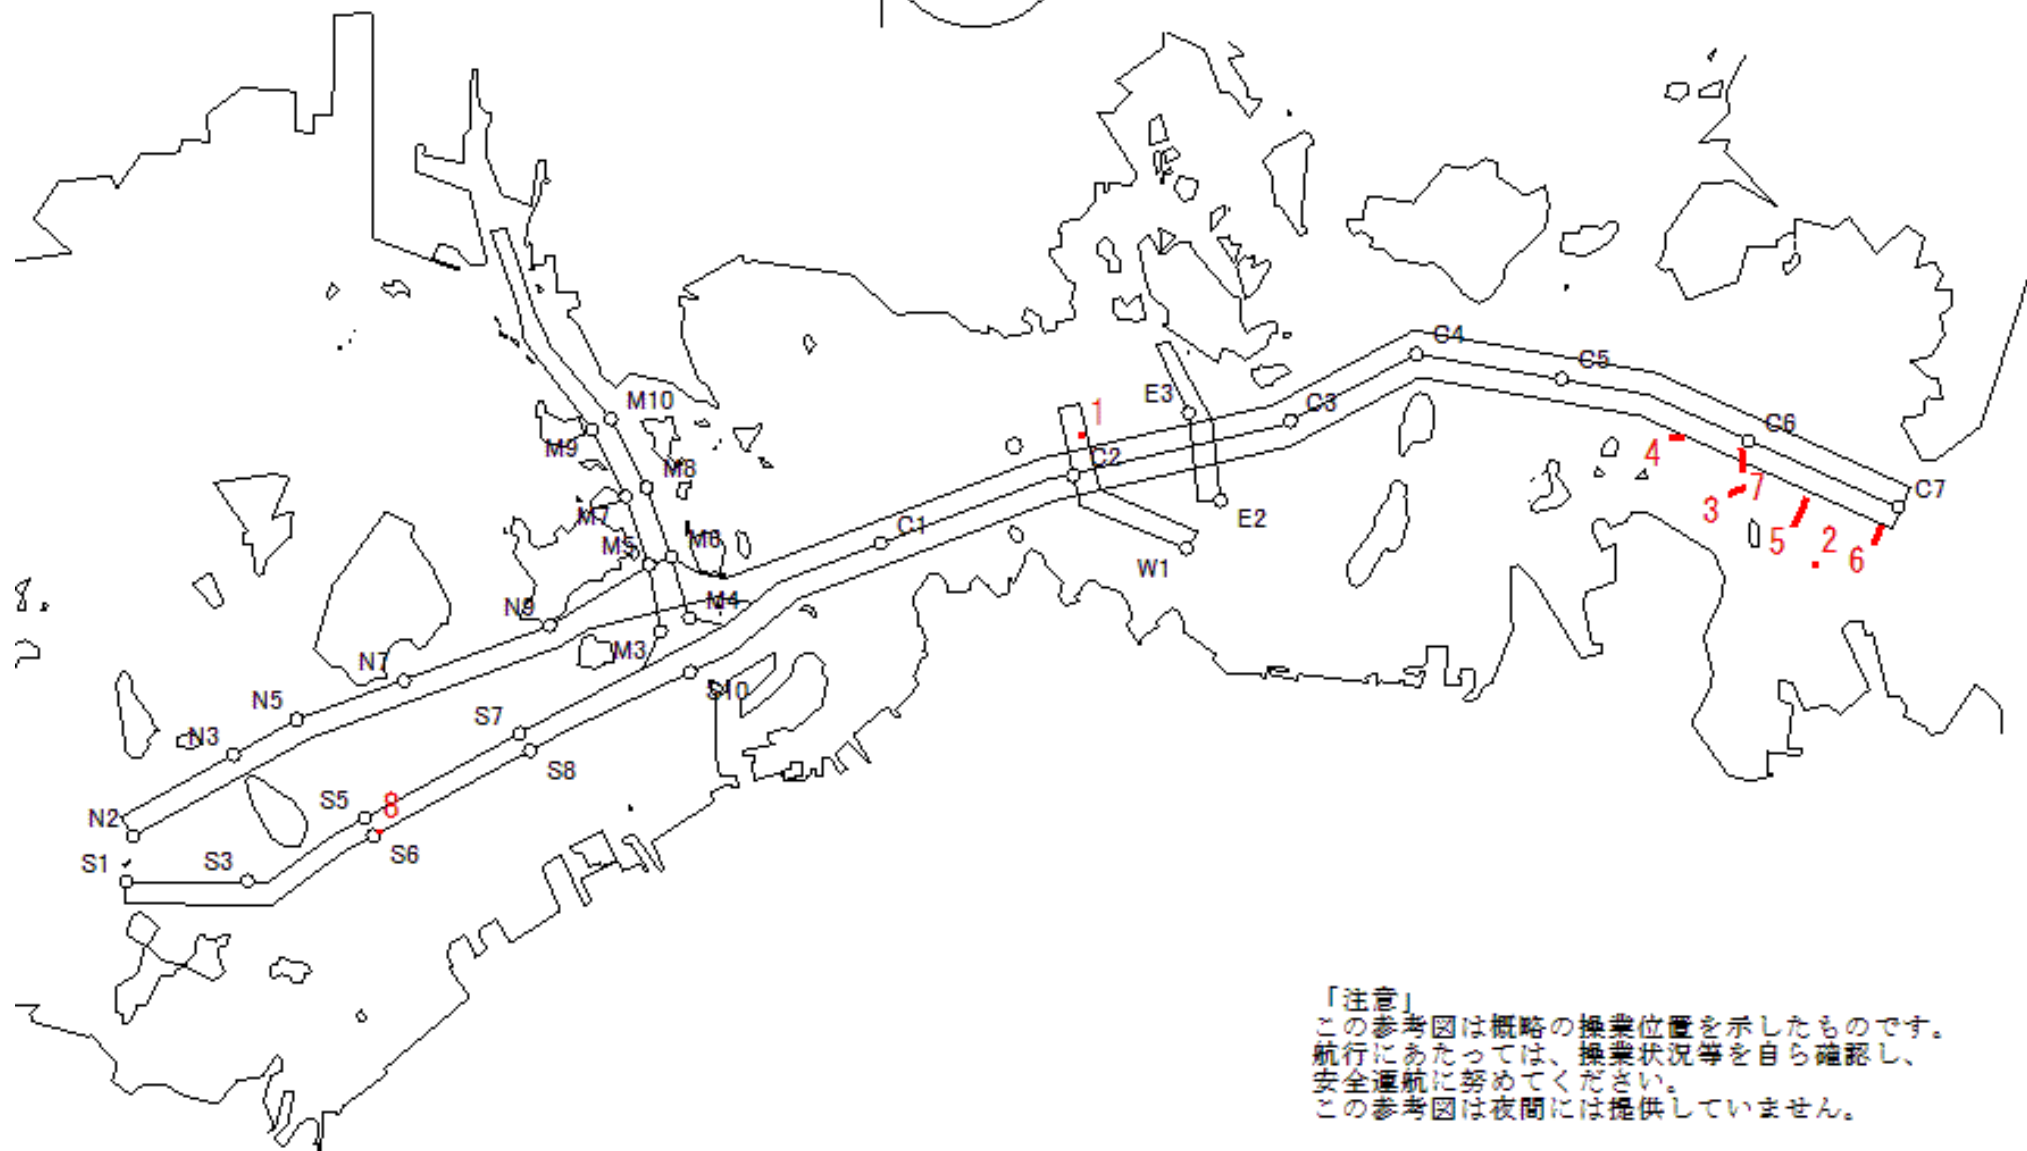 C4
C5
1
E3
C3
M10
C6
4
M9
C2
M8
7
C7
3
E2
M7
C1
5
2
M5
M6
6
W1
N9
M4
M3
N7
S10
N5
S7
N3
S8
S5
8
N2
S6
S1
S3
「注意」
この参考図は概略の操業位置を示したものです。
航行にあたっては、操業状況等を自ら確認し、
安全運航に努めてください。
この参考図は夜間には提供していません。